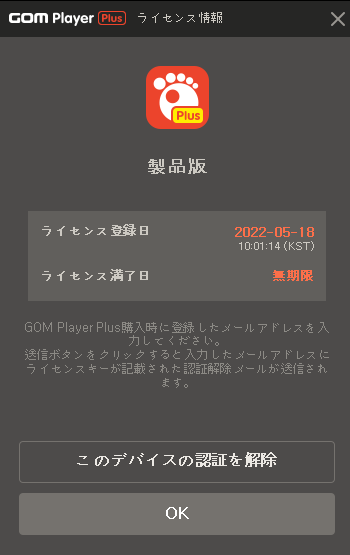 GOM Player Plus ライセンス情報
Plus
製品版
ライセンス登録日 2022-05-18
10:01:14 (KST)
ライセンス満了日 無期限
GOM Player Plus購入時に登録したメールアドレスを入
力してください。
送信ボタンをクリックすると入力したメールアドレスに
ライセンスキーが記載された認証解除メールが送信されま
す。
このデバイスの認証を解除
OK